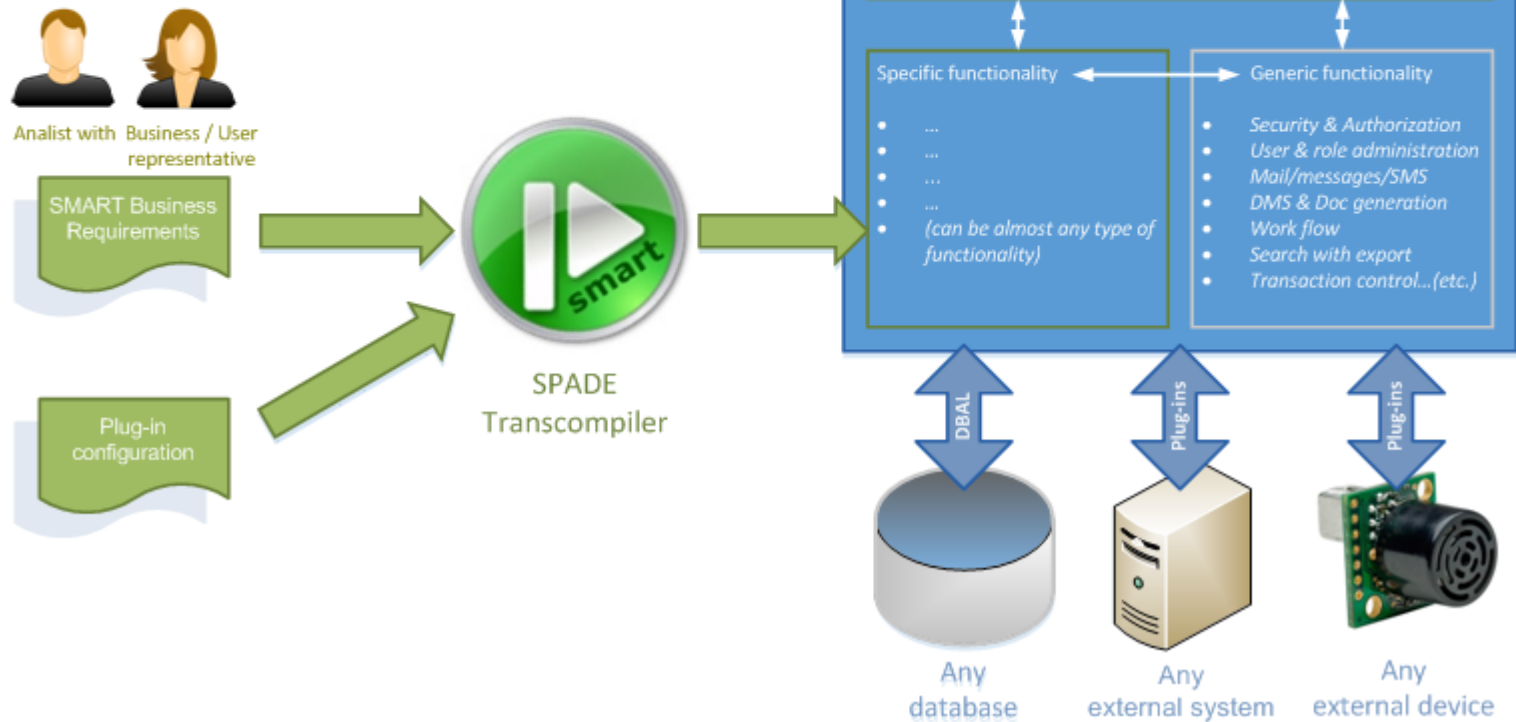 Analist with
Business / User
representative
SMART Business
Requirements
Plug-in
configuration
smart
SPADE
Transcompiler
Specific functionality
• ...
• ...
• ...
• ...
• (can be almost any type of
functionality)
Generic functionality
• Security & Authorization
• User & role administration
• Mail/messages/SMS
• DMS & Doc generation
• Work flow
• Search with export
• Transaction control...(etc.)
DBAL
Plug-ins
Plug-ins
Any
database
Any
external system
Any
external device